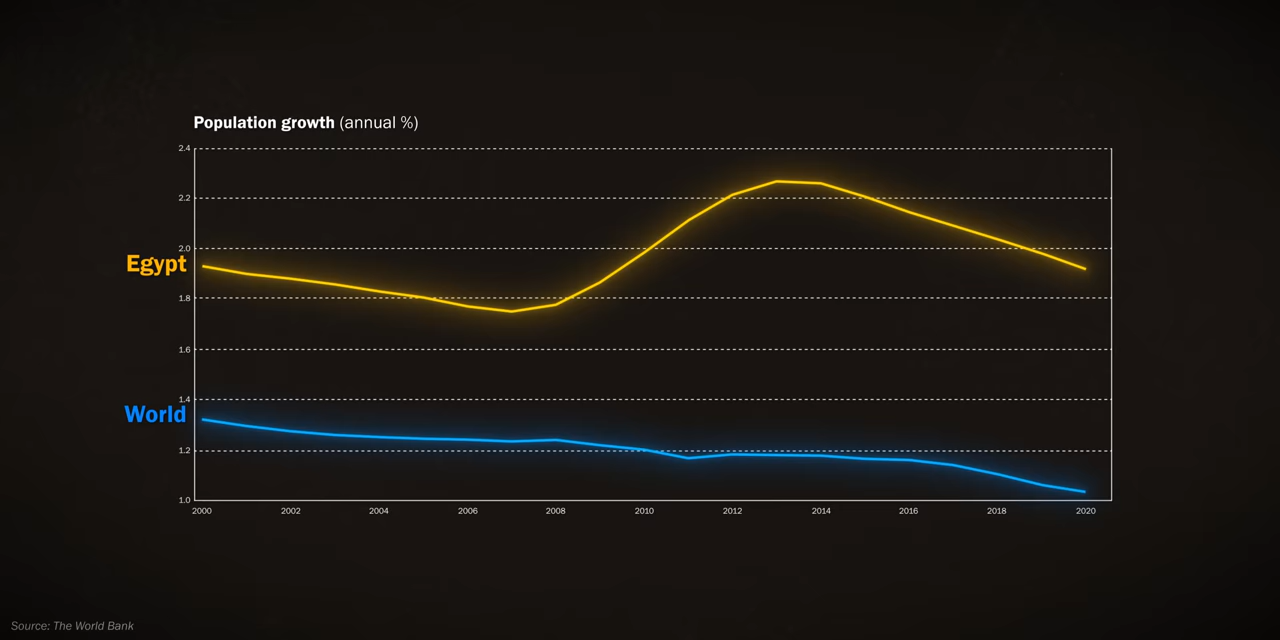 Population growth (annual %)
2.4
2.2
2.0
Egypt
1.8
1.6
1.4
World
1.2
1.0
2000 2002 2004 2006 2008 2010 2012 2014 2016 2018 2020
Source: The World Bank